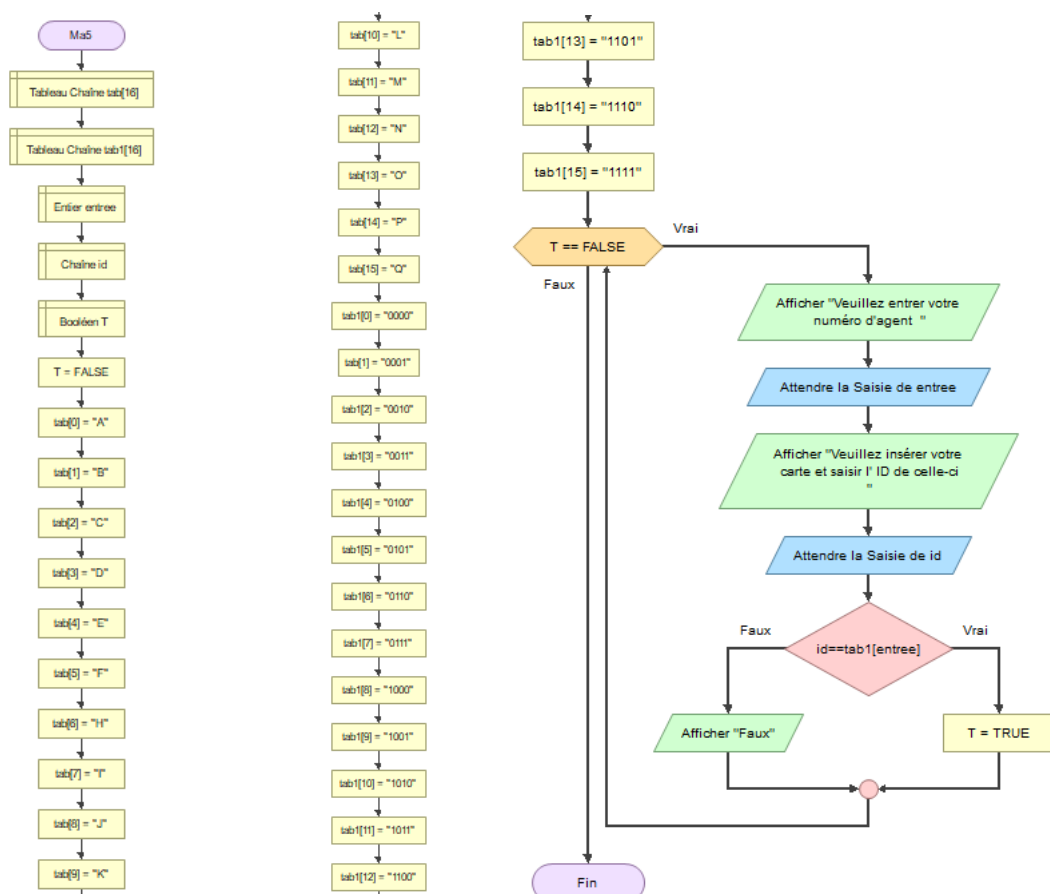 Ma5
Tableau Chaîne tab[16]
Tableau Chaîne tab1[16]
Entier entree
Chaîne id
Booléen T
T = FALSE
tab[0] = "A"
tab[1] = "B"
tab[2] = "C"
tab[3] = "D"
tab[4] = "E"
tab[5] = "F"
tab[6] = "H"
tab[7] = "I"
tab[8] = "J"
tab[9] = "K"
tab[10] = "L"
tab[11] = "M"
tab[12] = "N"
tab[13] = "O"
tab[14] = "P"
tab[15] = "Q"
tab1[0] = "0000"
tab[1] = "0001"
tab1[2] = "0010"
tab1[3] = "0011"
tab1[4] = "0100"
tab1[5] = "0101"
tab1[6] = "0110"
tab1[7] = "0111"
tab1[8] = "1000"
tab1[9] = "1001"
tab1[10] = "1010"
tab1[11] = "1011"
tab1[12] = "1100"
tab1[13] = "1101"
tab1[14] = "1110"
tab1[15] = "1111"
T == FALSE
Vrai
Faux
Afficher "Veuillez entrer votre
numéro d'agent "
Attendre la Saisie de entree
Afficher "Veuillez insérer votre
carte et saisir l' ID de celle-ci
"
Attendre la Saisie de id
Faux
Vrai
id==tab1[entree]
Afficher "Faux"
T = TRUE
Fin